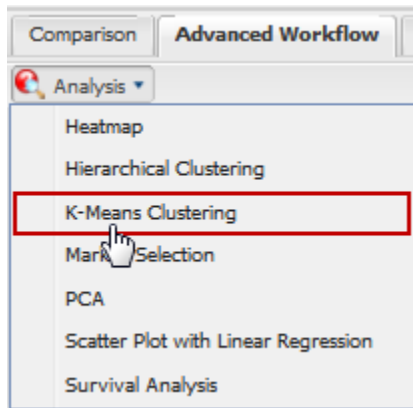 Comparison Advanced Workflow
Analysis
Heatmap
Hierarchical Clustering
K-Means Clustering
Selection
PCA
Scatter Plot with Linear Regression
Survival Analysis